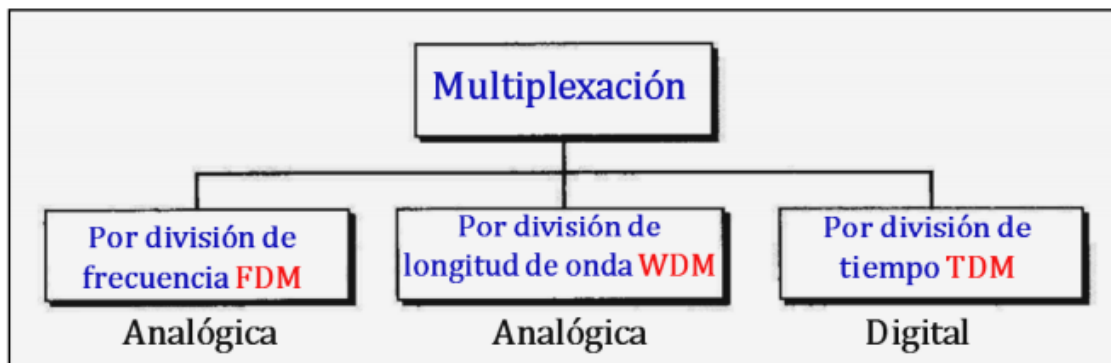 Multiplexación
Por división de
frecuencia FDM
Por división de
longitud de onda WDM
Por división de
tiempo TDM
Analógica
Analógica
Digital